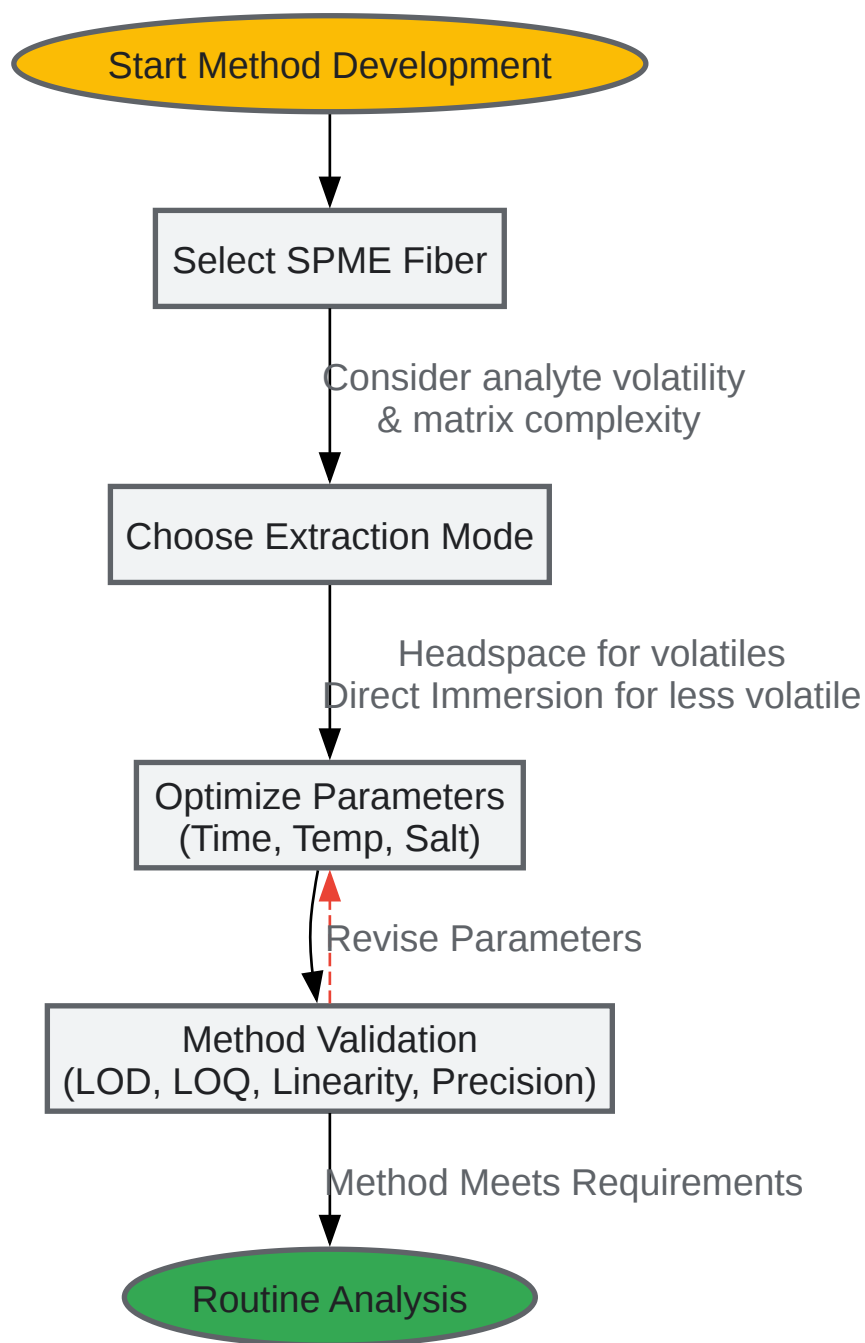 Start Method Development
Select SPME Fiber
Consider analyte volatility
& matrix complexity
Choose Extraction Mode
Headspace for volatiles
Direct Immersion for less volatile
Optimize Parameters
(Time, Temp, Salt)
Revise Parameters
Method Validation
(LOD, LOQ, Linearity, Precision)
Method Meets Requirements
Routine Analysis